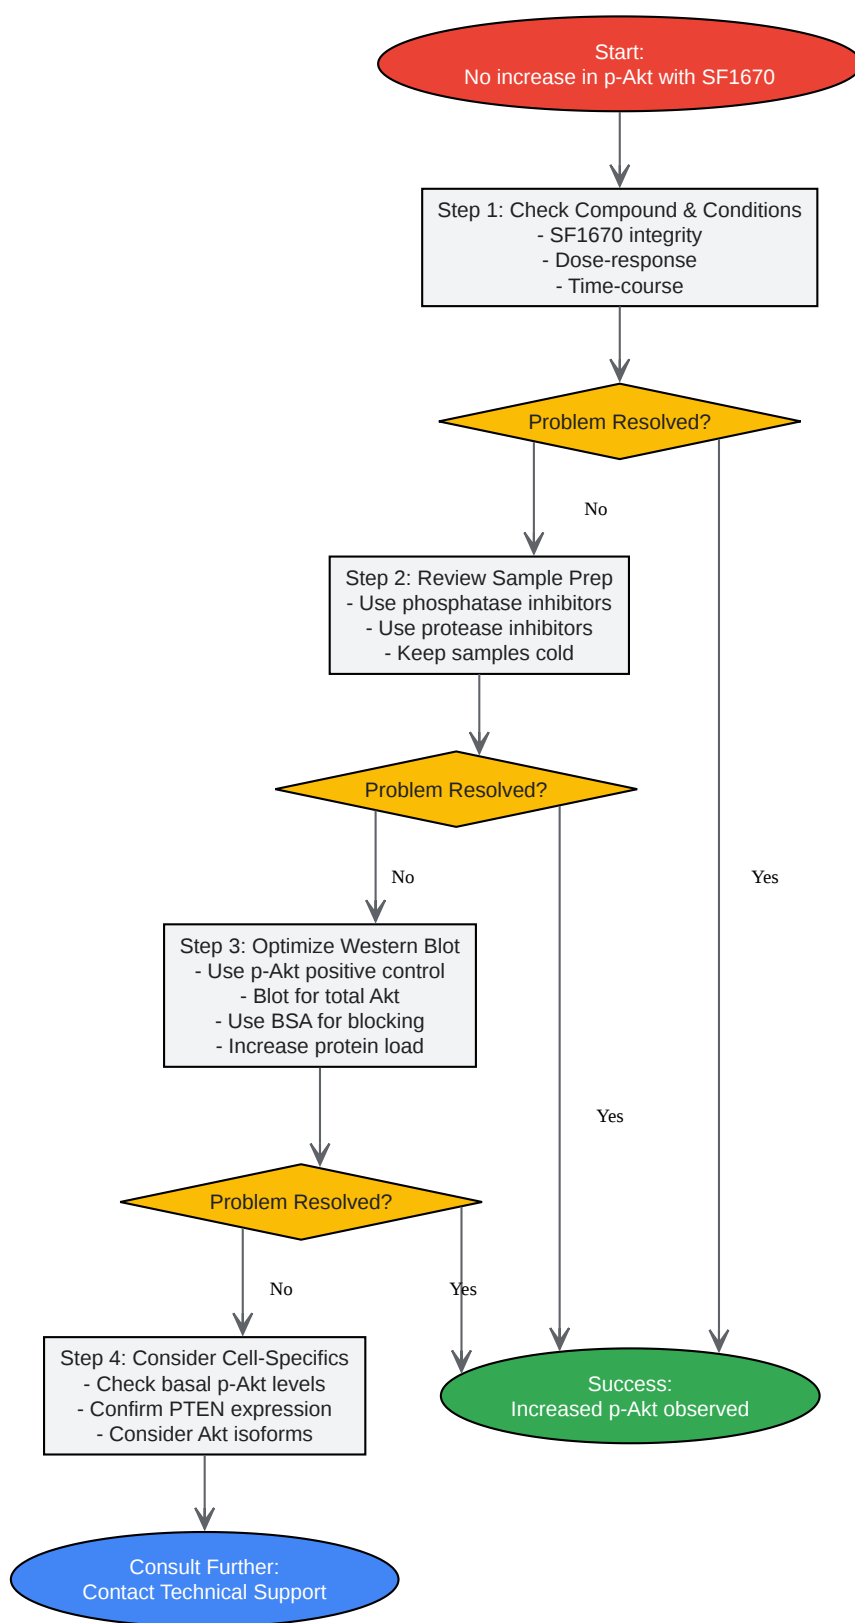 Start:
No increase in p-Akt with SF1670
Step 1: Check Compound & Conditions
- SF1670 integrity
- Dose-response
- Time-course
Problem Resolved?
No
Step 2: Review Sample Prep
- Use phosphatase inhibitors
- Use protease inhibitors
- Keep samples cold
Problem Resolved?
No
Yes
Step 3: Optimize Western Blot
- Use p-Akt positive control
- Blot for total Akt
- Use BSA for blocking
- Increase protein load
Yes
Problem Resolved?
No
Yes
Step 4: Consider Cell-Specifics
- Check basal p-Akt levels
- Confirm PTEN expression
- Consider Akt isoforms
Success:
Increased p-Akt observed
Consult Further:
Contact Technical Support